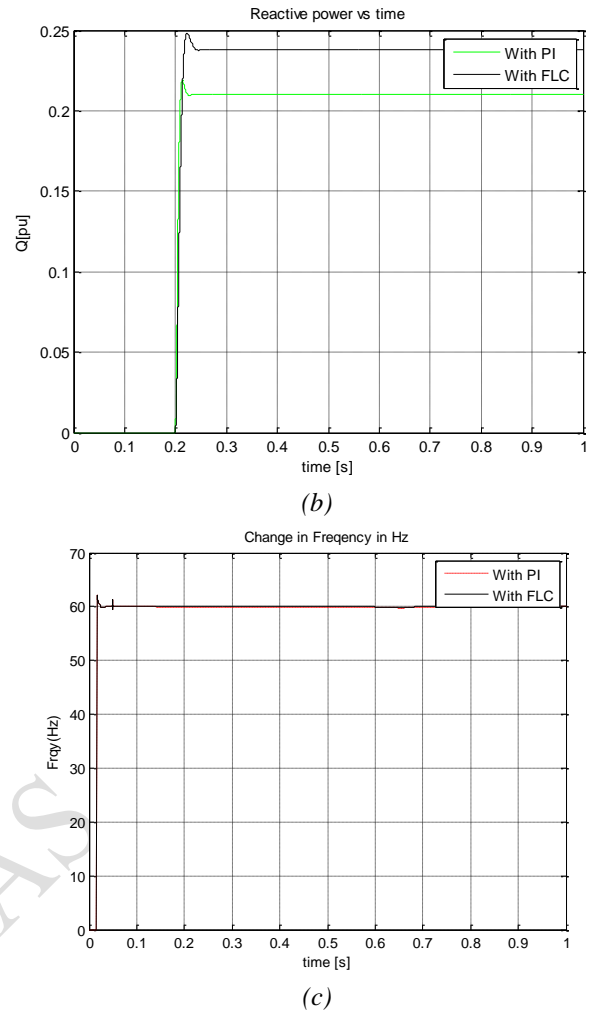 Reactive power vs time
0.25
0.2
0.15
0.1
0.05
0
Q[pu]
With PI
With FLC
0 0.1 0.2 0.3 0.4 0.5 0.6 0.7 0.8 0.9 1
time [s]
(b)
Change in Freqency in Hz
70
60
50
40
30
20
10
0
Frqy(Hz)
With PI
With FLC
0 0.1 0.2 0.3 0.4 0.5 0.6 0.7 0.8 0.9 1
time [s]
(c)
AS